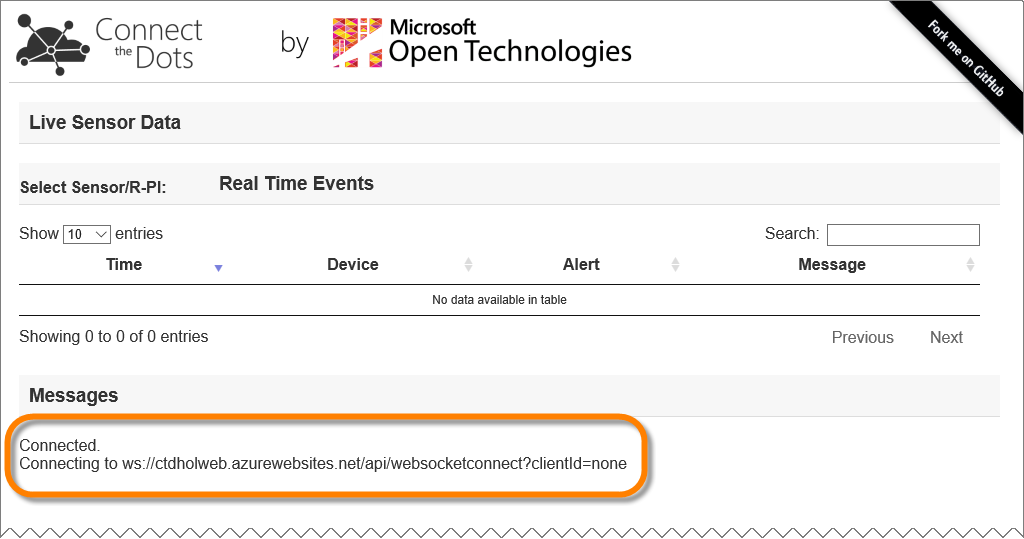 Connect
the Dots
by
Microsoft
Open Technologies
Fork me on GitHub
Live Sensor Data
Select Sensor/R-PI:
Real Time Events
Show 10 entries
Search:
Time Device Alert Message
No data available in table
Showing 0 to 0 of 0 entries
Previous Next
Messages
Connected.
Connecting to ws://ctdholweb.azurewebsites.net/api/websocketconnect?clientId=none